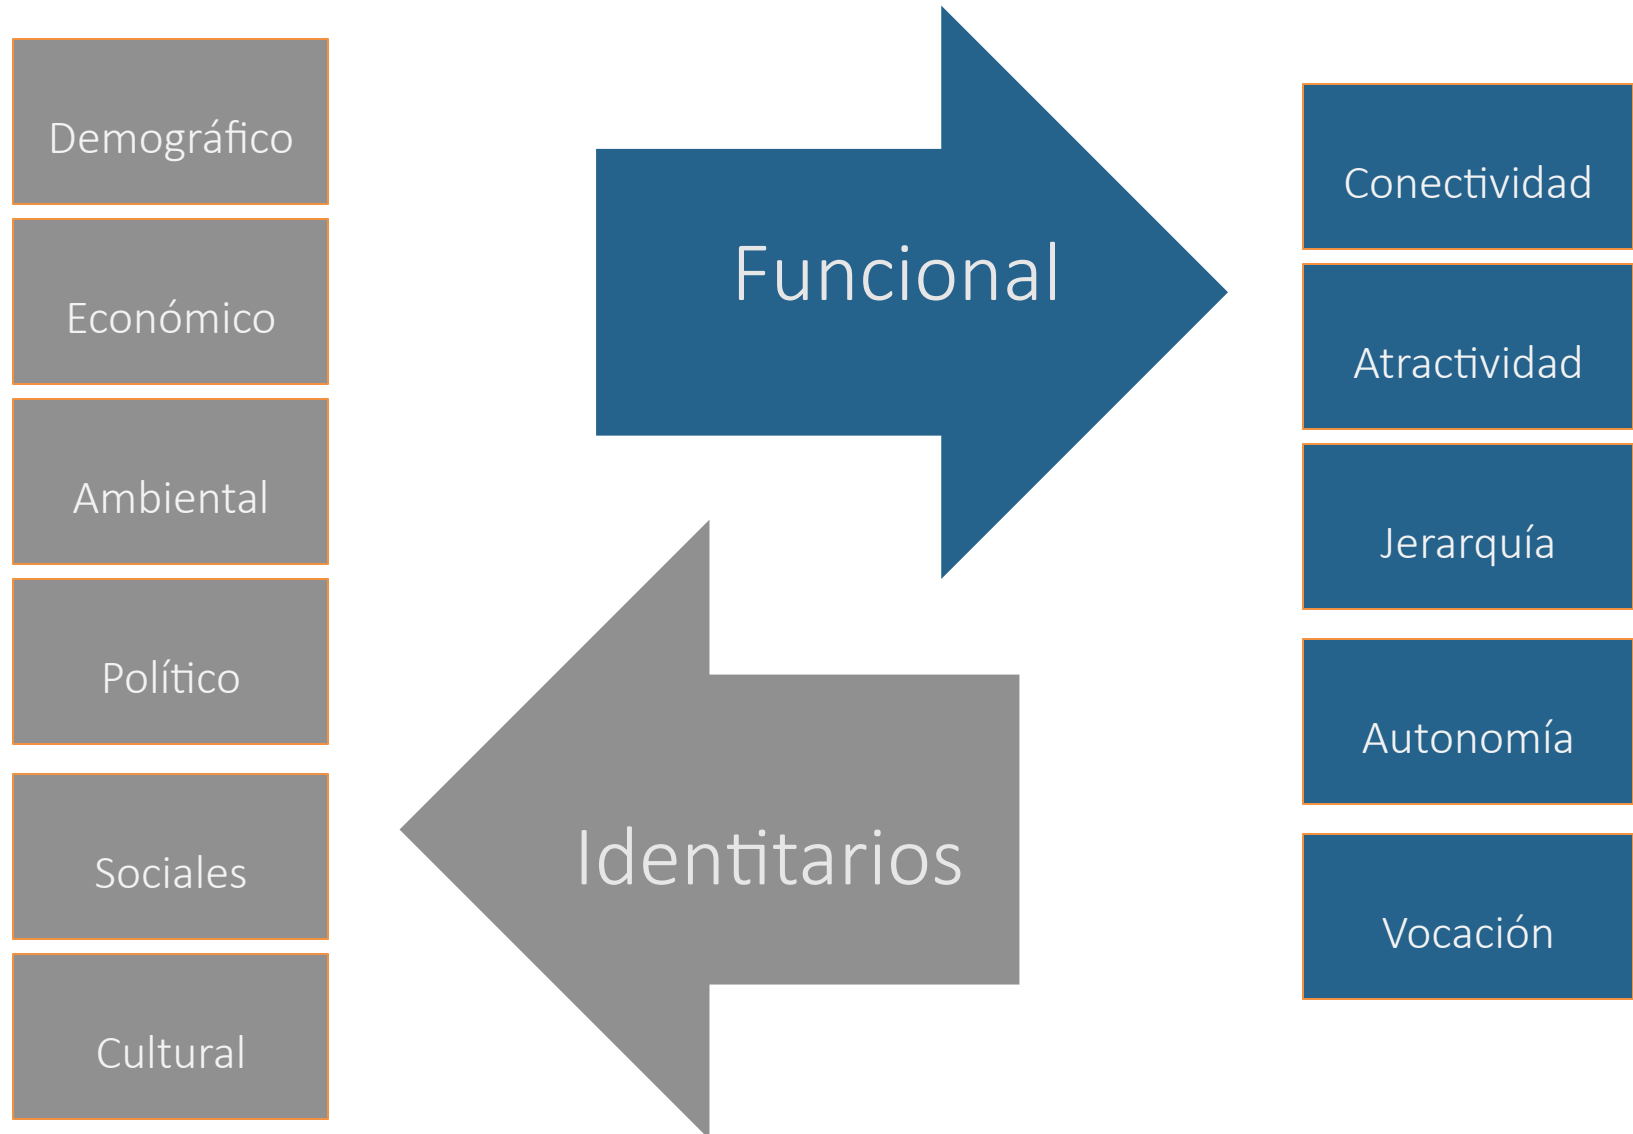 Demográfico
Económico
Ambiental
Político
Sociales
Cultural
Funcional
Identitarios
Conectividad
Atractividad
Jerarquía
Autonomía
Vocación